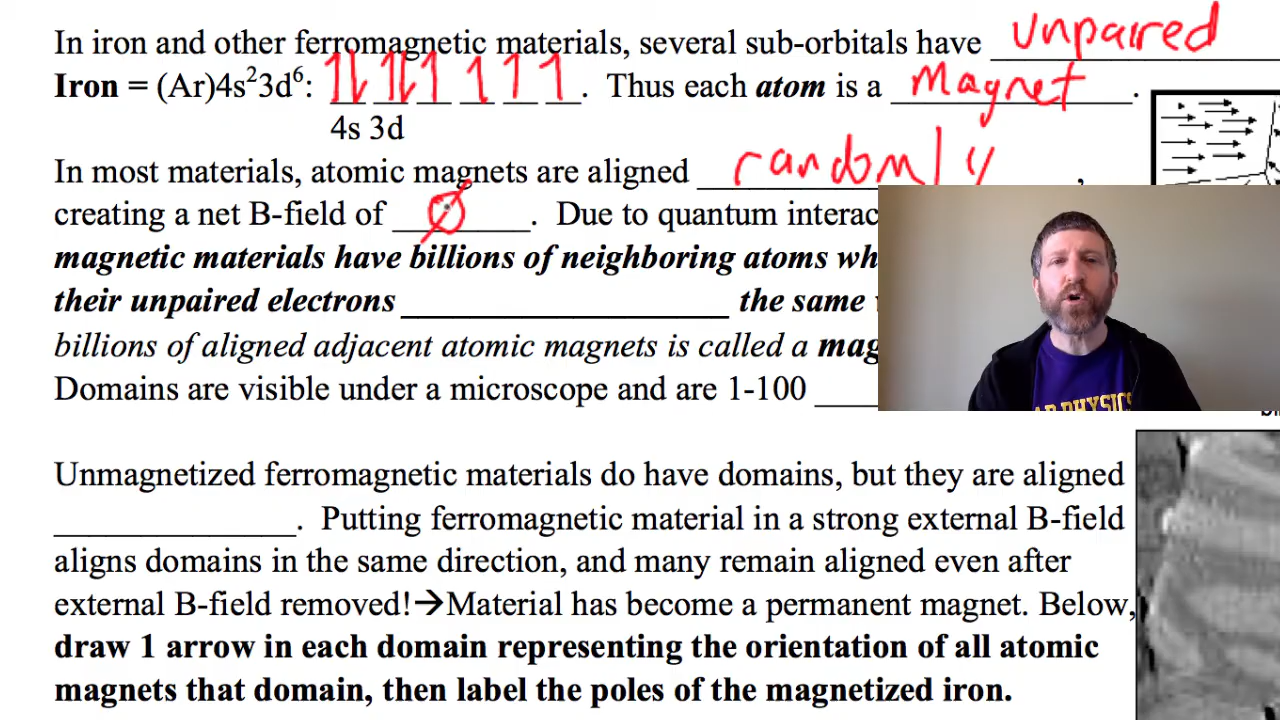 In iron and other ferromagnetic materials, several sub-orbitals have unpaired
Iron = (Ar)4s²3d⁶: ⥮ ⥮ ↿ ↿ ↿ ↿. Thus each atom is a magnet.
4s 3d
In most materials, atomic magnets are aligned randomly,
creating a net B-field of 0. Due to quantum interac
magnetic materials have billions of neighboring atoms wh
their unpaired electrons ____________ the same
billions of aligned adjacent atomic magnets is called a mag
Domains are visible under a microscope and are 1-100 ____
Unmagnetized ferromagnetic materials do have domains, but they are aligned
____________. Putting ferromagnetic material in a strong external B-field
aligns domains in the same direction, and many remain aligned even after
external B-field removed!→Material has become a permanent magnet. Below,
draw 1 arrow in each domain representing the orientation of all atomic
magnets that domain, then label the poles of the magnetized iron.